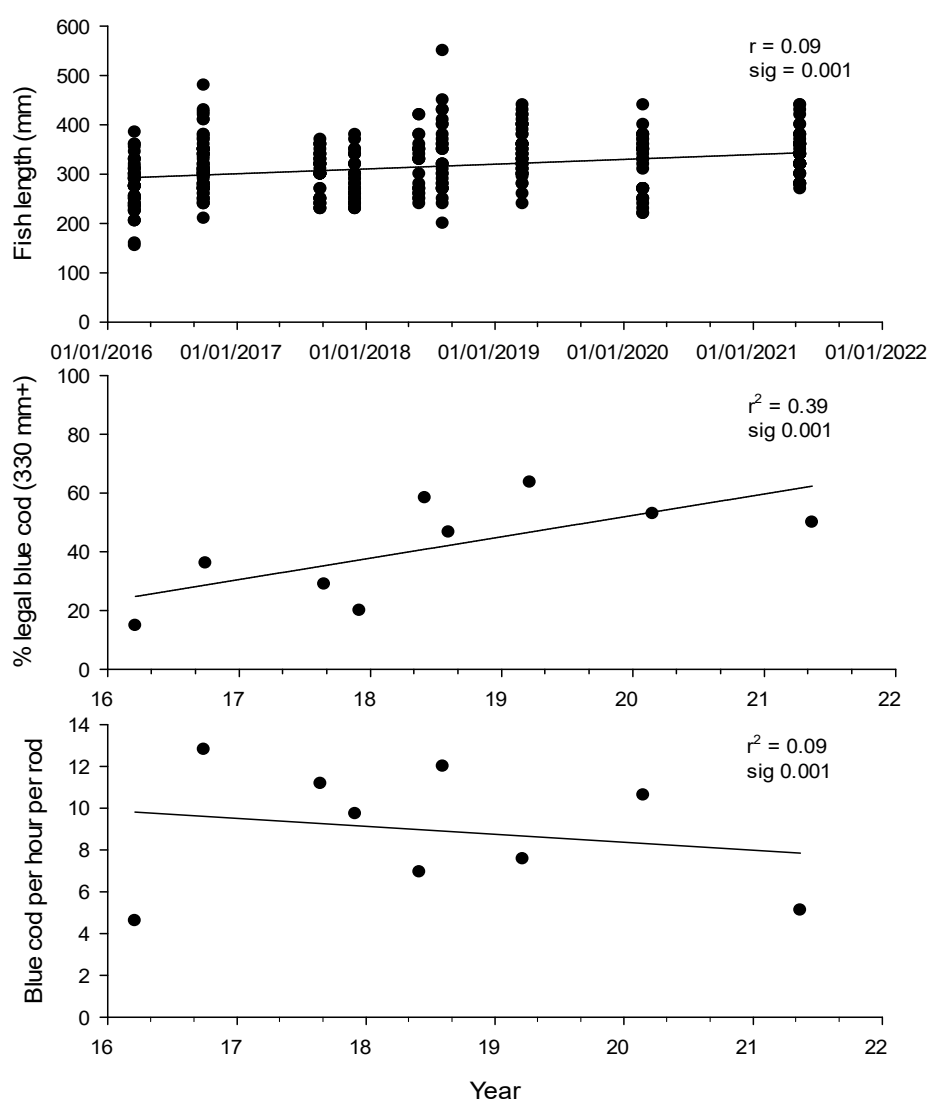 600
500
400
300
200
100
0
Fish length (mm)
r = 0.09
sig = 0.001
01/01/2016 01/01/2017 01/01/2018 01/01/2019 01/01/2020 01/01/2021 01/01/2022
100
80
60
40
20
0
% legal blue cod (330 mm+)
r² = 0.39
sig 0.001
16 17 18 19 20 21 22
14
12
10
8
6
4
2
0
Blue cod per hour per rod
r² = 0.09
sig 0.001
16 17 18 19 20 21 22
Year